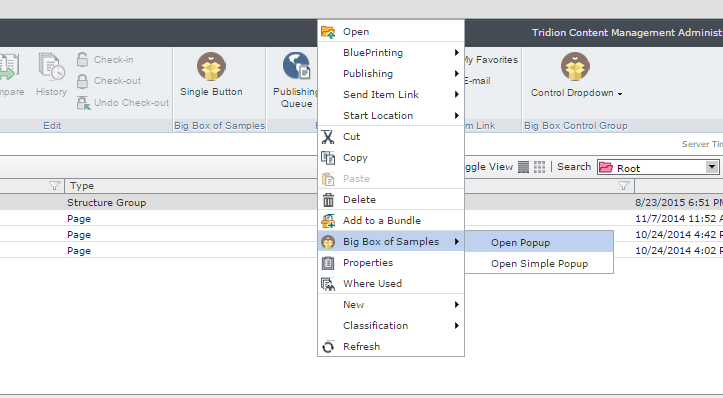 Tridion Content Management Administ
Check-in
Check-out
Undo Check-out
mpare
History
Single Button
Publishing
Queue
My Favorites
E-mail
Control Dropdown
Edit
Big Box of Samples
m Link
Big Box Control Group
Server Tim
ggle View
Search
Root
Type
Structure Group
8/23/2015 6:51 PM
Page
11/7/2014 11:52 A
Page
10/24/2014 4:42 P
Page
10/24/2014 4:02 P
Open
BluePrinting
Publishing
Send Item Link
Start Location
Cut
Copy
Paste
Delete
Add to a Bundle
Big Box of Samples
Open Popup
Open Simple Popup
Properties
Where Used
New
Classification
Refresh